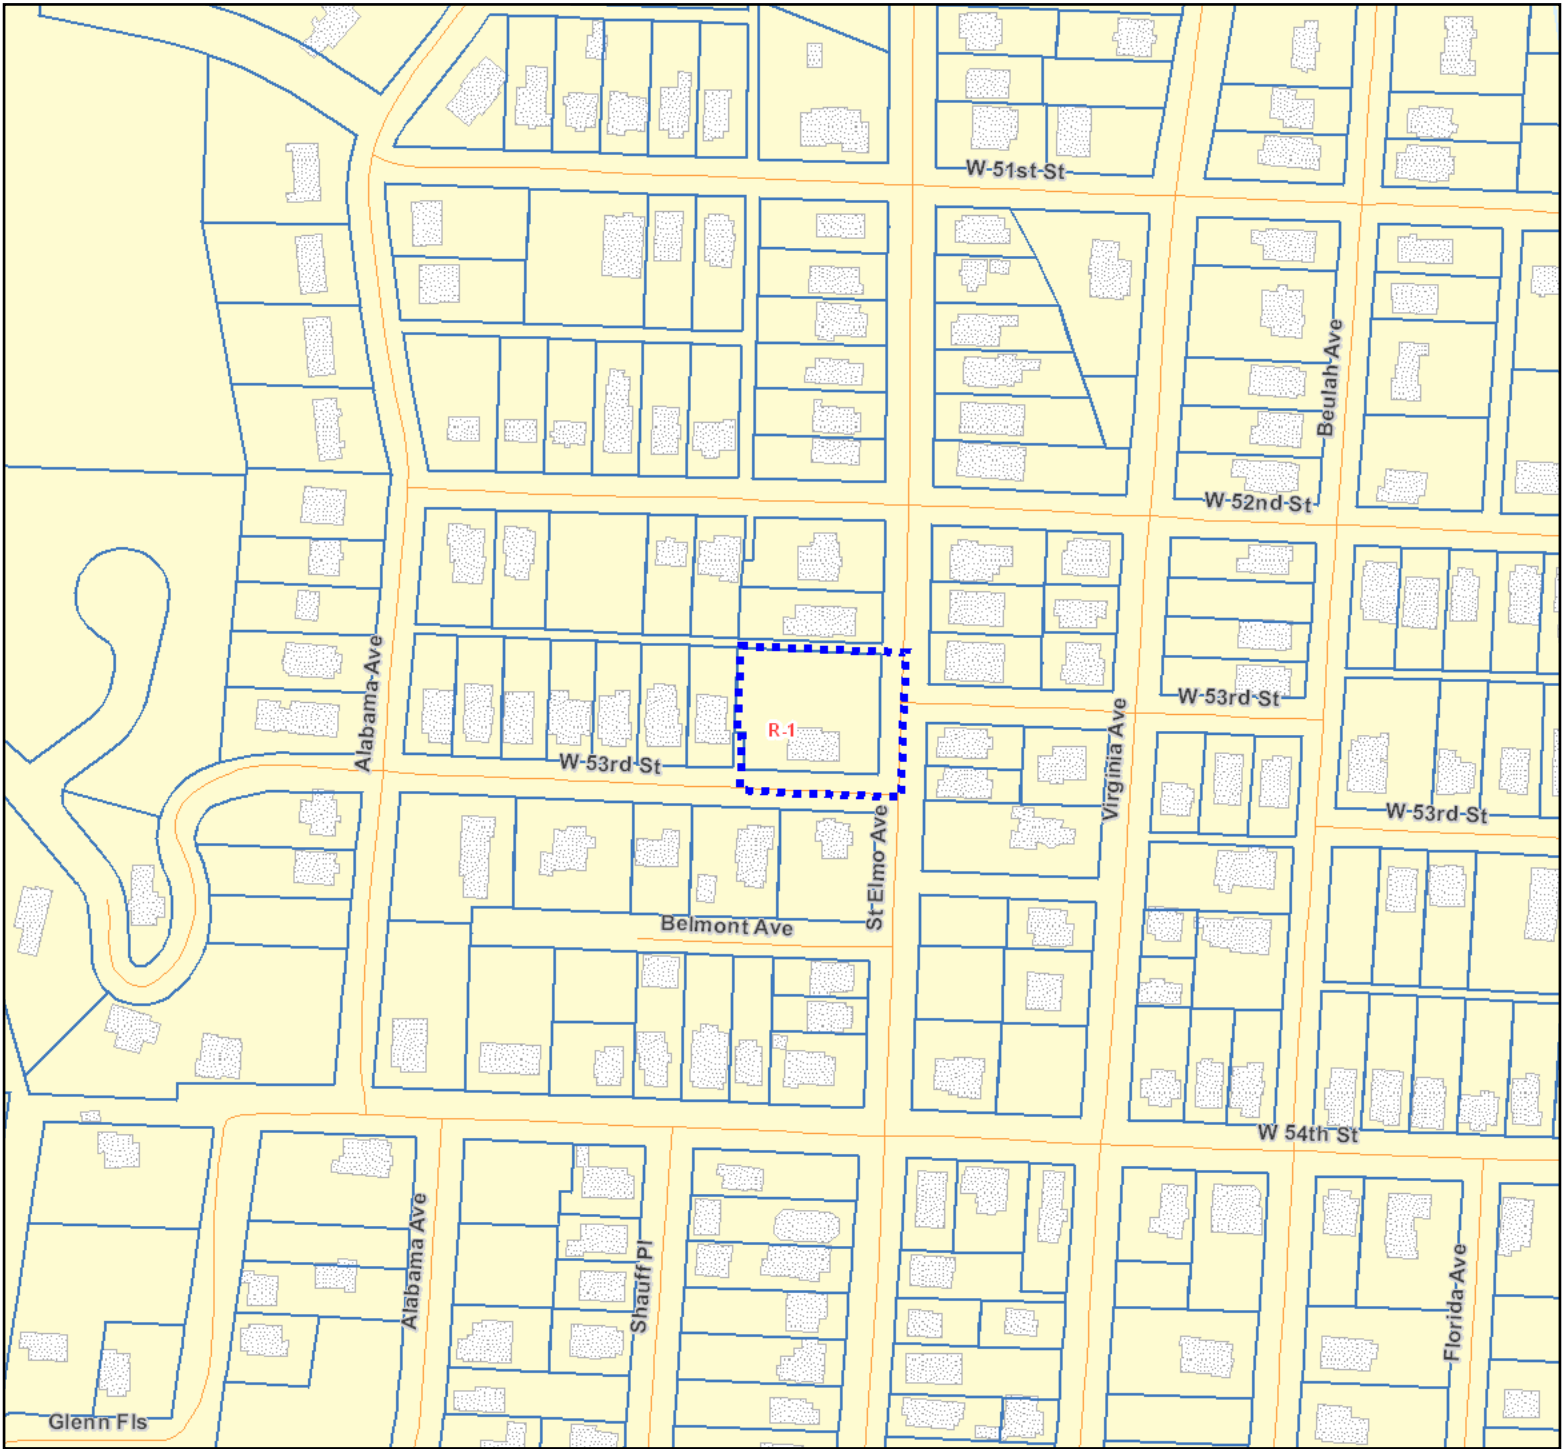 W 51st St
Beulah Ave
W 52nd St
Alabama Ave
W 53rd St
Virginia Ave
R-1
W 53rd St
St Elmo Ave
W 53rd St
Belmont Ave
W 54th St
Alabama Ave
Shauff Pl
Florida Ave
Glenn Fls